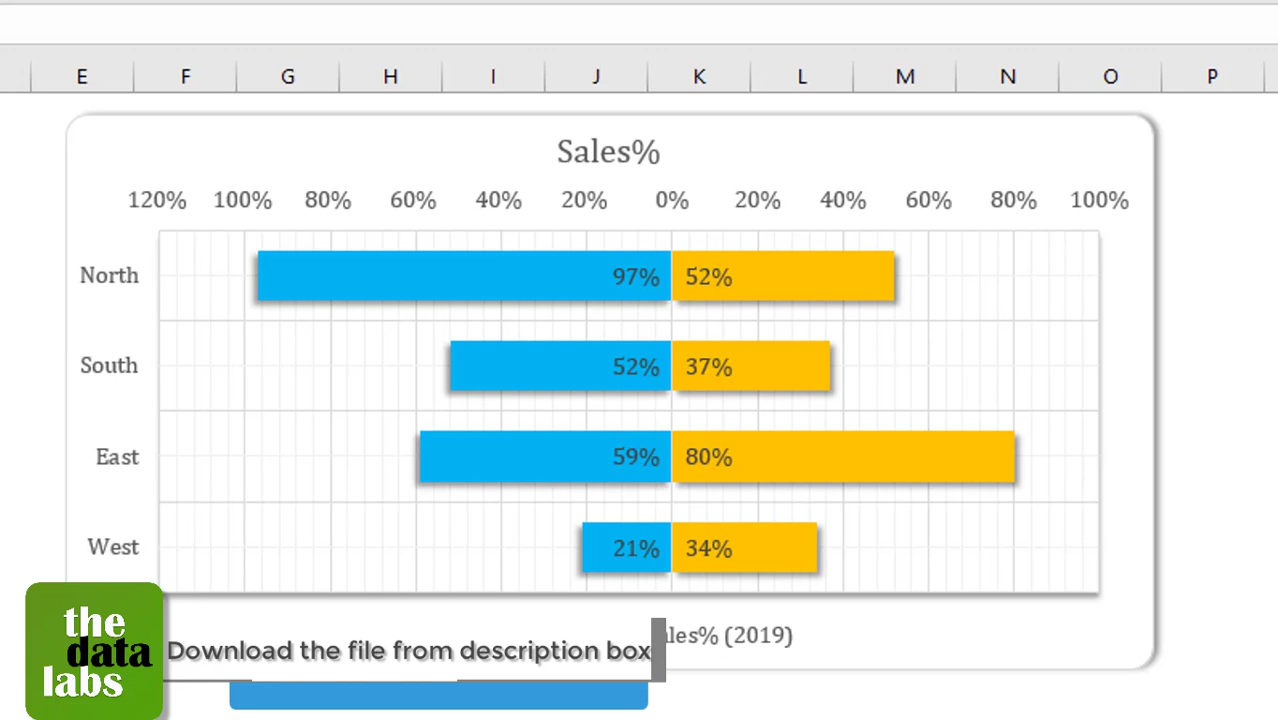 E F G H I J K L M N O P
Sales%
120% 100% 80% 60% 40% 20% 0% 20% 40% 60% 80% 100%
North 97% 52%
South 52% 37%
East 59% 80%
West 21% 34%
the
data
labs
Download the file from description box
(2019)